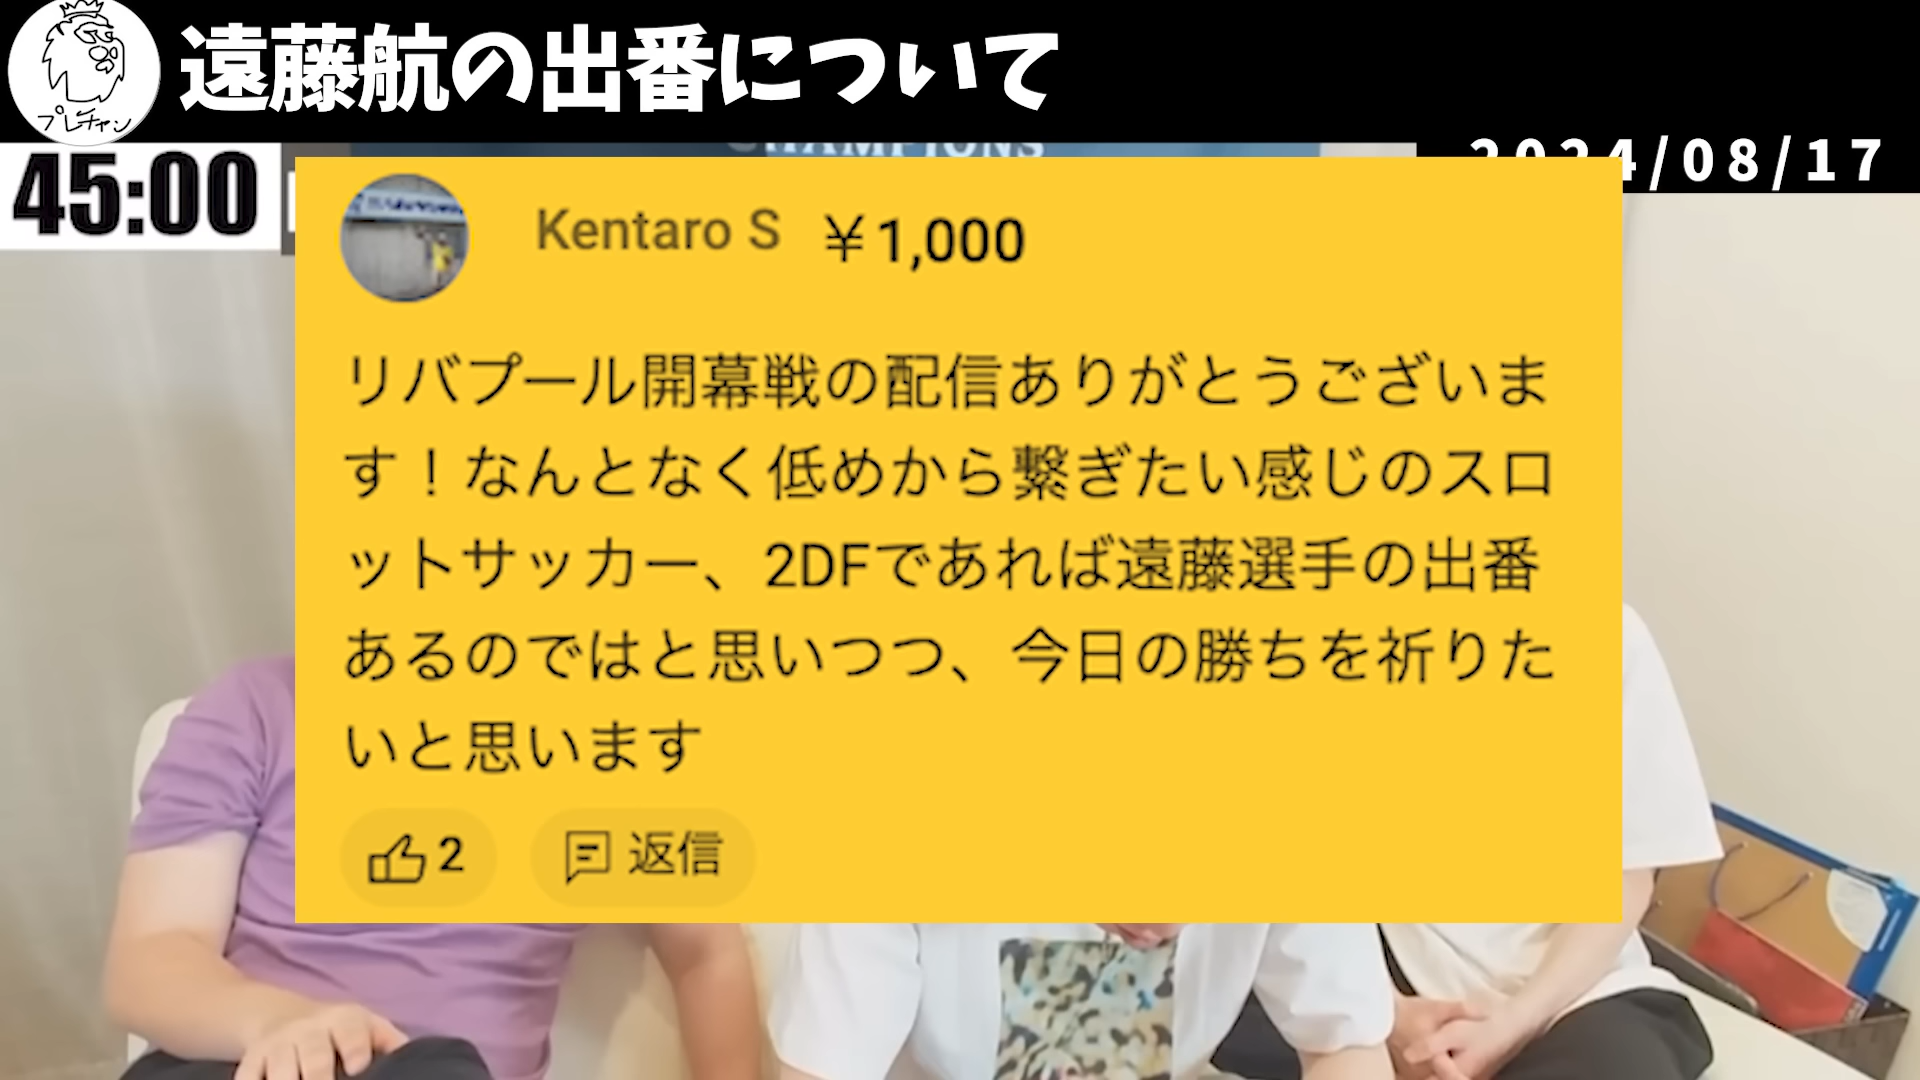 遠藤航の出番について
プレチャン
45:00
CHAMPIONS
2024/08/17
Kentaro S ￥1,000
リバプール開幕戦の配信ありがとうございま
す！なんとなく低めから繋ぎたい感じのスロ
ットサッカー、2DFであれば遠藤選手の出番
あるのではと思いつつ、今日の勝ちを祈りた
いと思います
2 返信